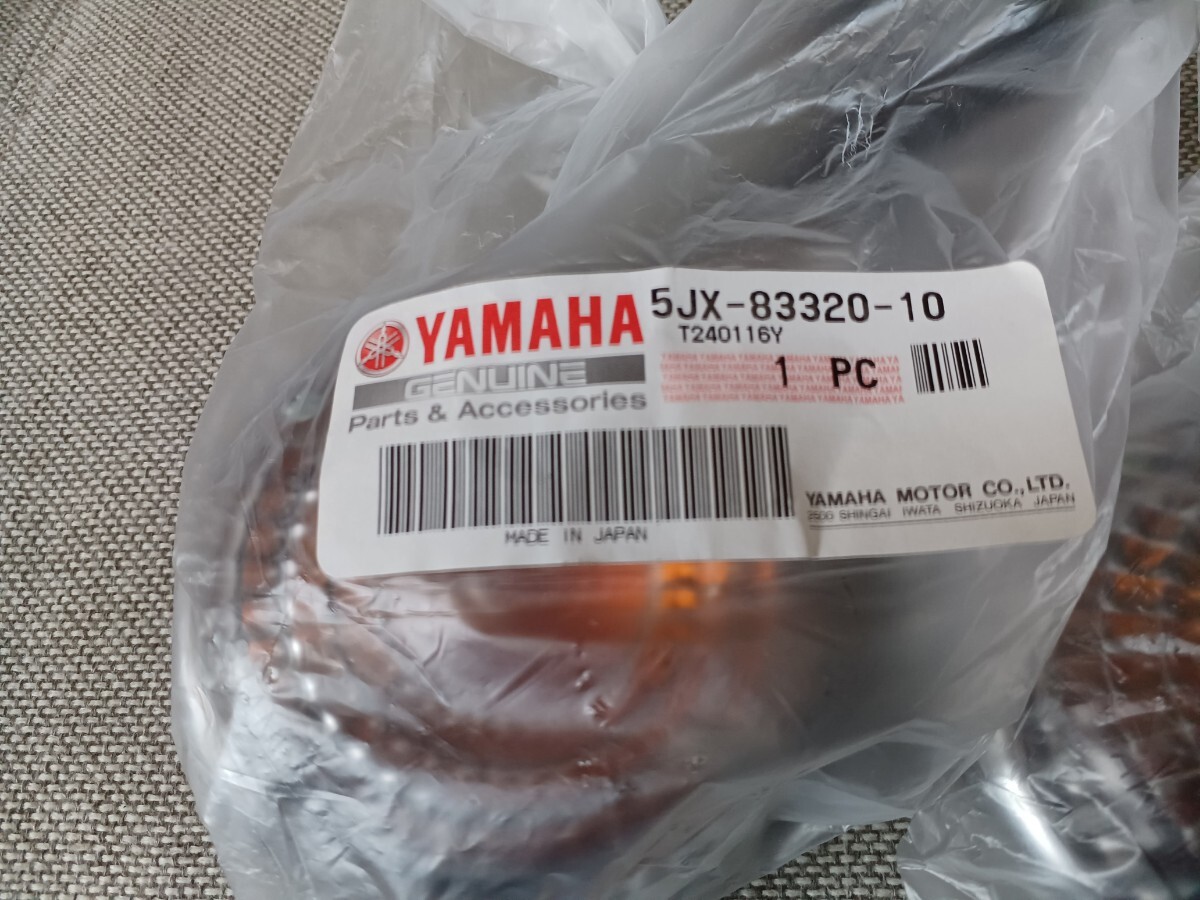 YAMAHA
GENUINE
Parts & Accessories
5JX-83320-10
T240116Y
1 PC
MADE IN JAPAN
YAMAHA MOTOR CO.,LTD.
2500 SHINGAI IWATA SHIZUOKA JAPAN